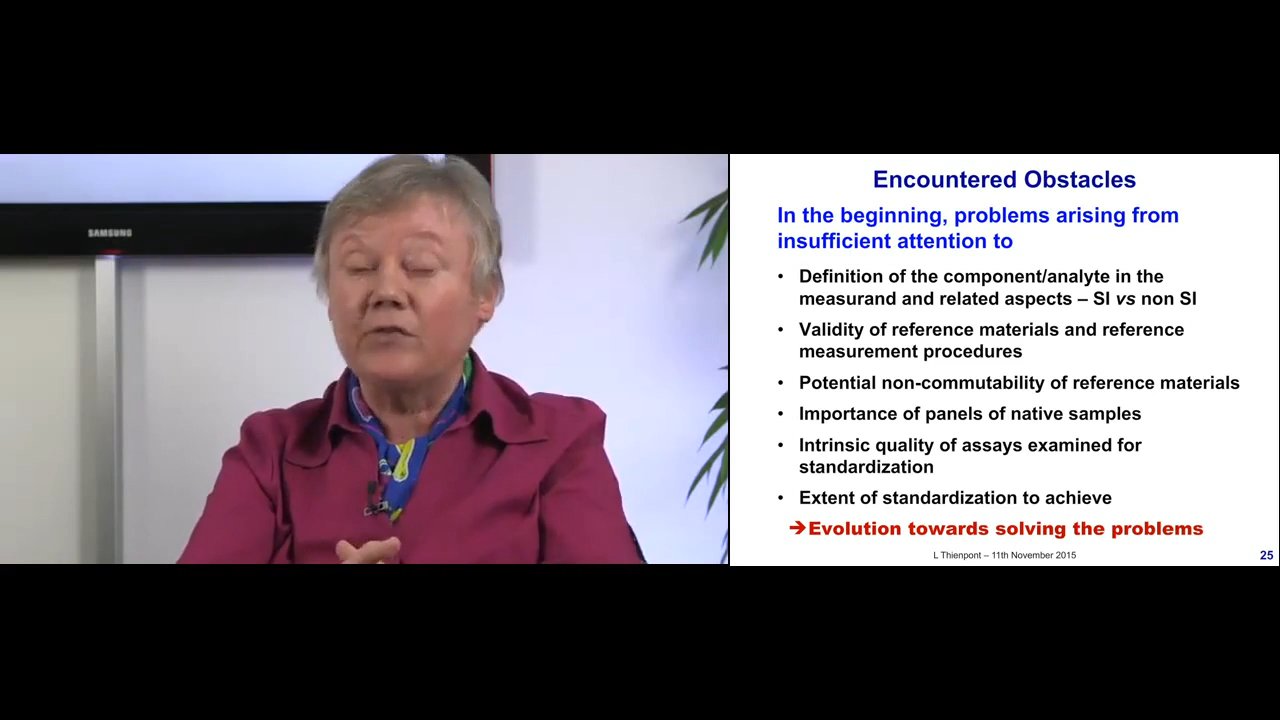 SAMSUNG
Encountered Obstacles
In the beginning, problems arising from
insufficient attention to
• Definition of the component/analyte in the
measurand and related aspects – SI vs non SI
• Validity of reference materials and reference
measurement procedures
• Potential non-commutability of reference materials
• Importance of panels of native samples
• Intrinsic quality of assays examined for
standardization
• Extent of standardization to achieve
➔Evolution towards solving the problems
L Thienpont – 11th November 2015
25